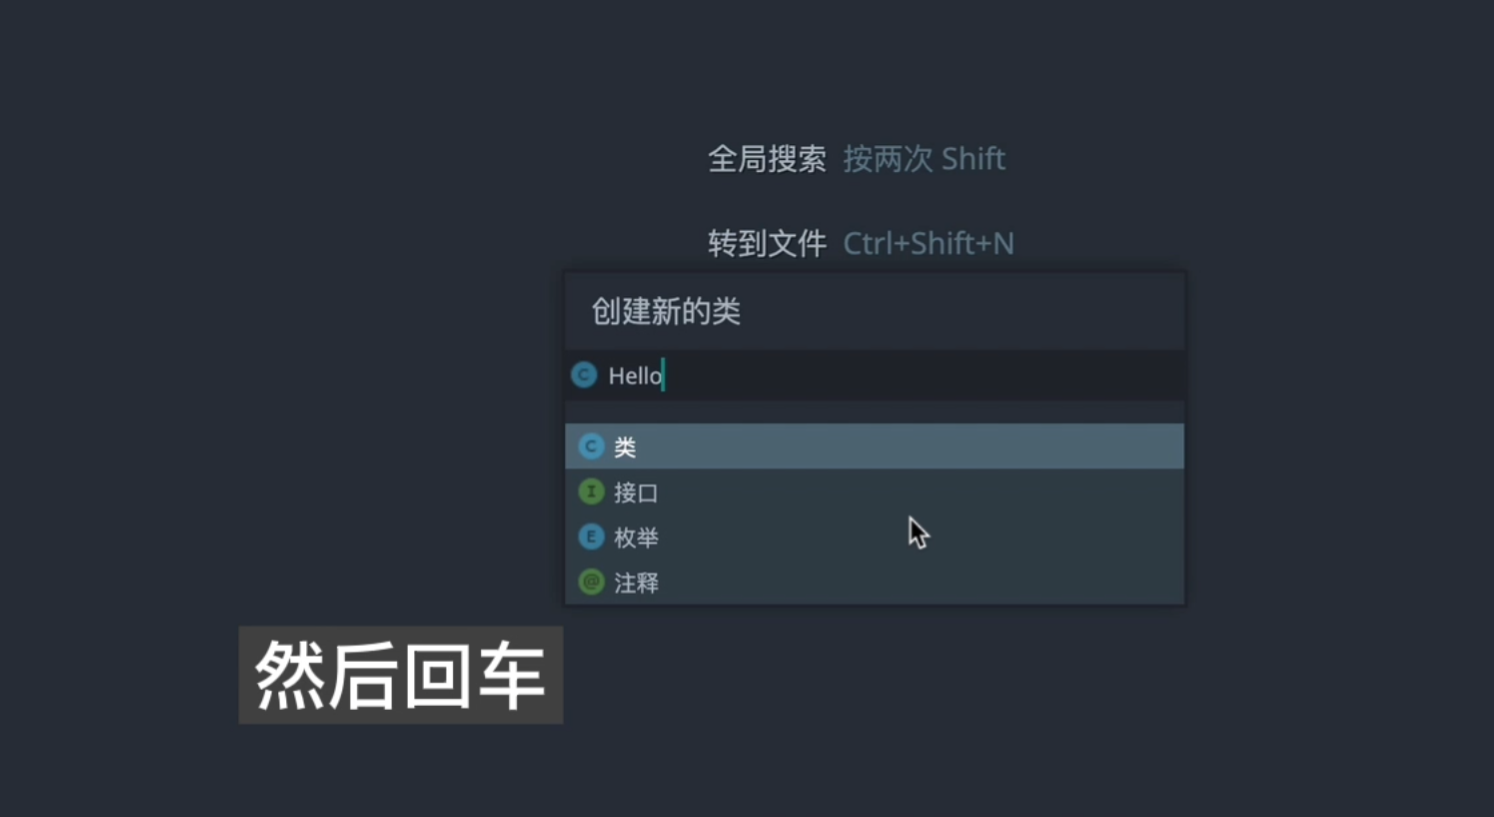 全局搜索 按两次 Shift
转到文件 Ctrl+Shift+N
创建新的类
C Hello
C 类
I 接口
E 枚举
@ 注释
然后回车